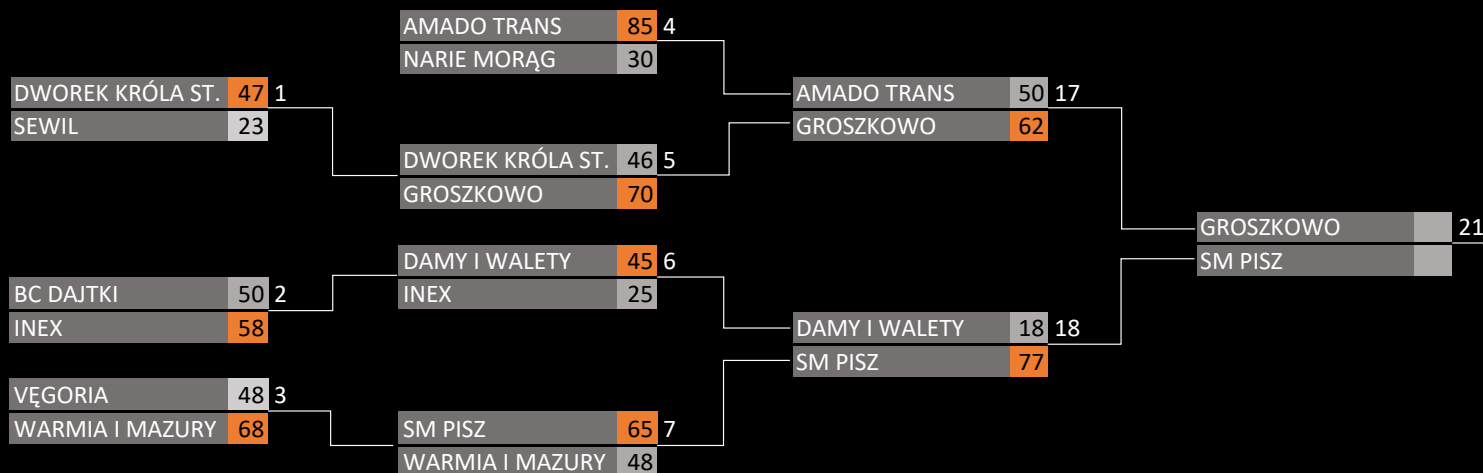 AMADO TRANS 85 4
NARIE MORĄG 30
DWOREK KRÓLA ST. 47 1
SEWIL 23
AMADO TRANS 50 17
GROSZKOWO 62
DWOREK KRÓLA ST. 46 5
GROSZKOWO 70
GROSZKOWO 21
SM PISZ
DAMY I WALETY 45 6
INEX 25
BC DAJTKI 50 2
INEX 58
DAMY I WALETY 18 18
SM PISZ 77
VĘGORIA 48 3
WARMIA I MAZURY 68
SM PISZ 65 7
WARMIA I MAZURY 48